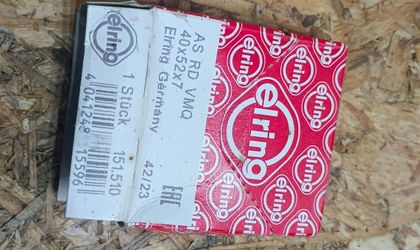 elring
1 Stück
151.510
4 041248 15596
AS RD VMQ
40x52x7
Elring Germany
42/23
EAC
elring